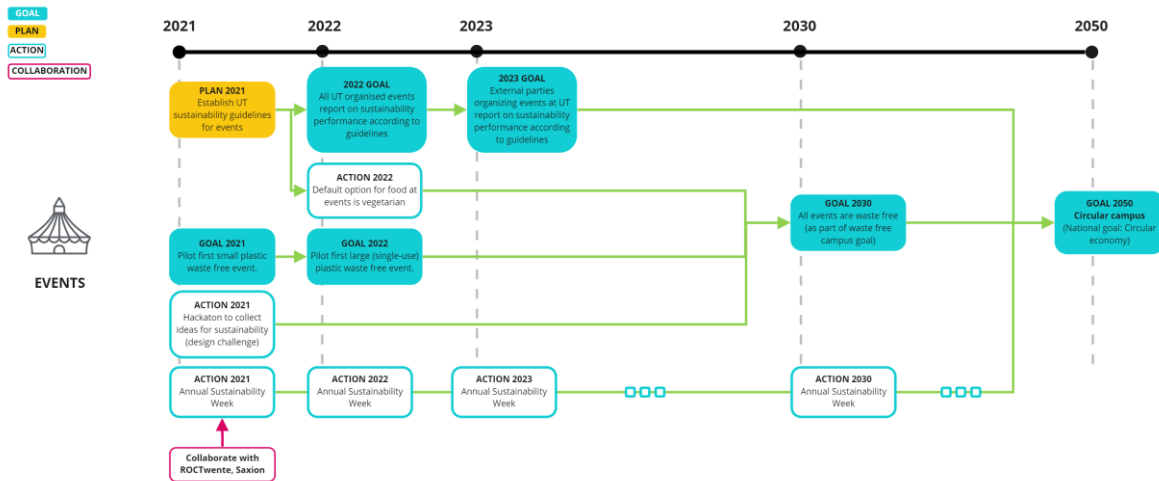 GOAL
PLAN
ACTION
COLLABORATION
2021
2022
2023
2030
2050
PLAN 2021
Establish UT
sustainability guidelines
for events
2022 GOAL
All UT organised events
report on sustainability
performance according to
guidelines
2023 GOAL
External parties
organizing events at UT
report on sustainability
performance according
to guidelines
ACTION 2022
Default option for food at
events is vegetarian
GOAL 2030
All events are waste free
(as part of waste free
campus goal)
GOAL 2050
Circular campus
(National goal: Circular
economy)
EVENTS
GOAL 2021
Pilot first small plastic
waste free event.
GOAL 2022
Pilot first large (single-use)
plastic waste free event.
ACTION 2021
Hackaton to collect
ideas for sustainability
(design challenge)
ACTION 2021
Annual Sustainability
Week
ACTION 2022
Annual Sustainability
Week
ACTION 2023
Annual Sustainability
Week
ACTION 2030
Annual Sustainability
Week
Collaborate with
ROCTwente, Saxion